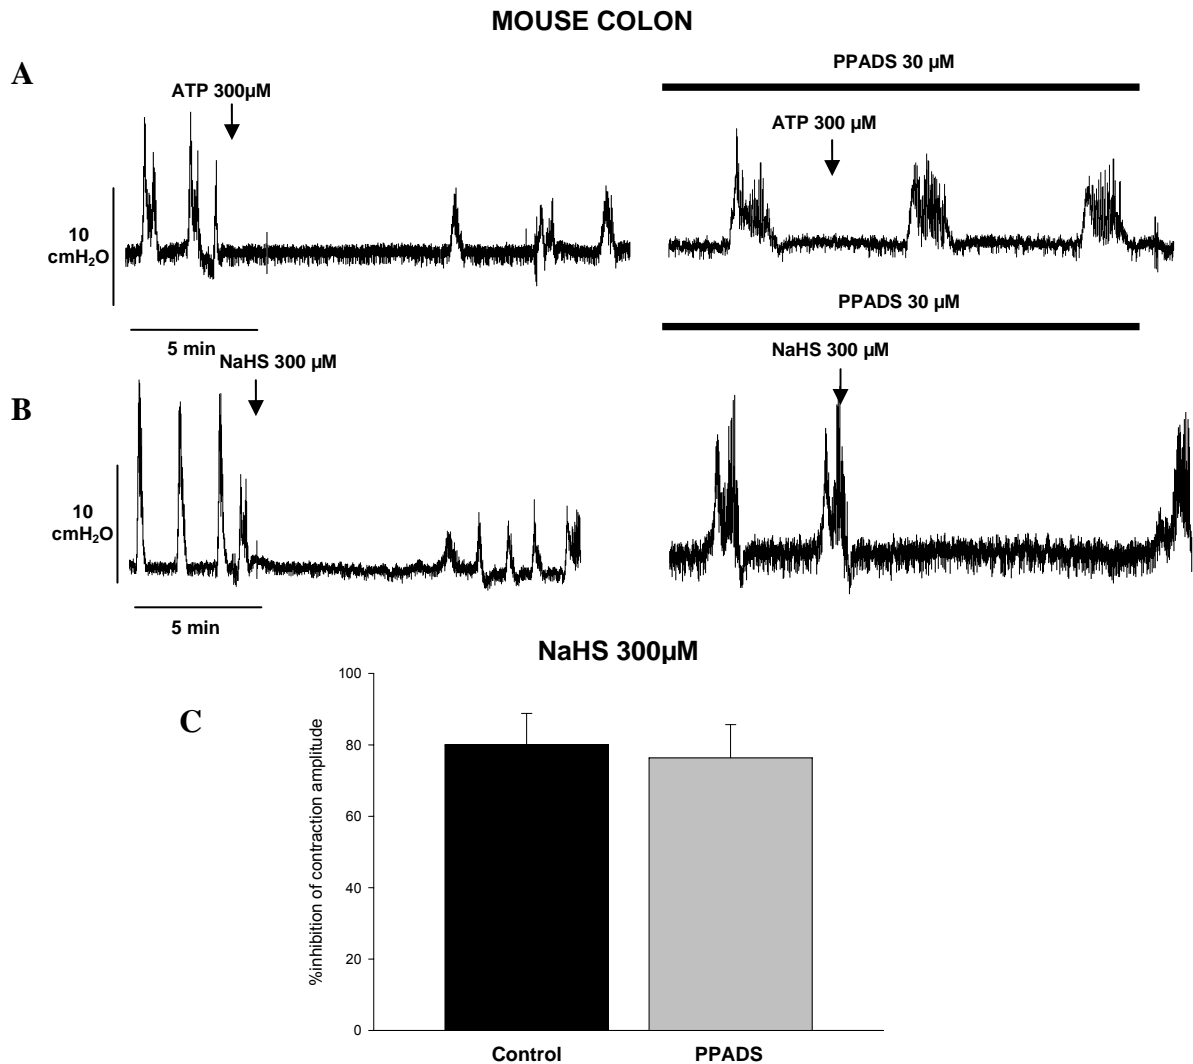 MOUSE COLON
A
ATP 300µM
PPADS 30 µM
ATP 300 µM
10
cmH₂O
5 min
PPADS 30 µM
NaHS 300 µM
NaHS 300 µM
B
10
cmH₂O
5 min
NaHS 300µM
C
%inhibition of contraction amplitude
100
80
60
40
20
0
Control
PPADS